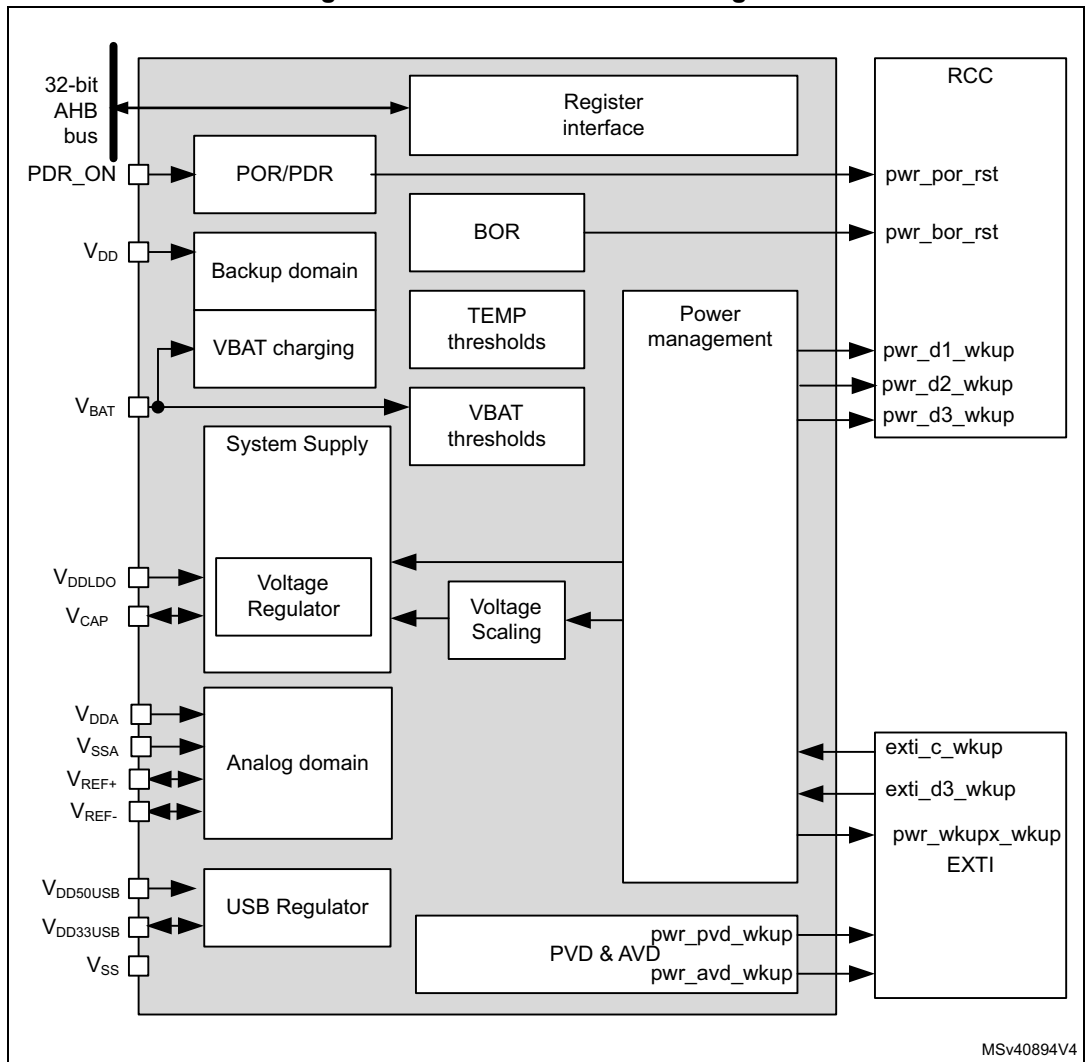 32-bit
AHB
bus
Register
interface
RCC
PDR_ON
POR/PDR
pwr_por_rst
BOR
pwr_bor_rst
VDD
Backup domain
VBAT charging
TEMP
thresholds
Power
management
pwr_d1_wkup
pwr_d2_wkup
pwr_d3_wkup
VBAT
VBAT
thresholds
System Supply
VDDLDO
VCAP
Voltage
Regulator
Voltage
Scaling
VDDA
VSSA
VREF+
VREF-
Analog domain
exti_c_wkup
exti_d3_wkup
pwr_wkupx_wkup
EXTI
VDD50USB
VDD33USB
VSS
USB Regulator
PVD & AVD
pwr_pvd_wkup
pwr_avd_wkup
MSv40894V4